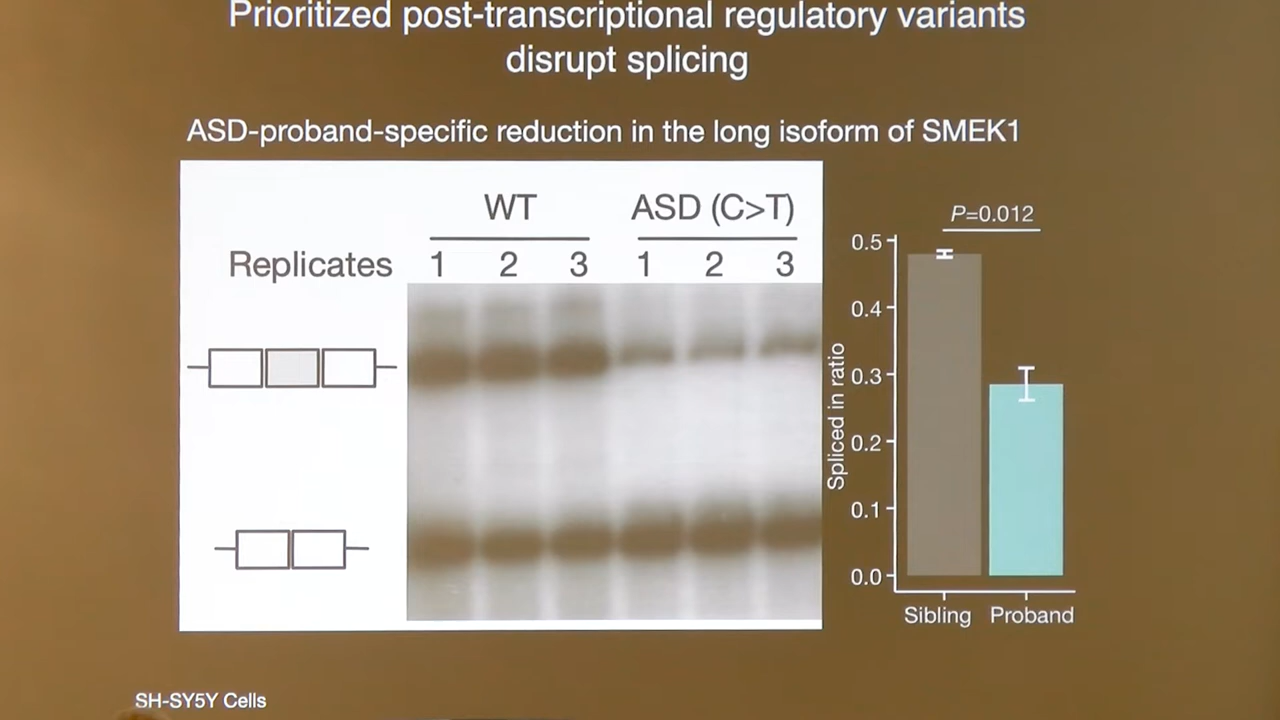 Prioritized post-transcriptional regulatory variants
disrupt splicing
ASD-proband-specific reduction in the long isoform of SMEK1
WT ASD (C>T)
Replicates 1 2 3 1 2 3
P=0.012
Spliced in ratio
0.5
0.4
0.3
0.2
0.1
0.0
Sibling Proband
SH-SY5Y Cells